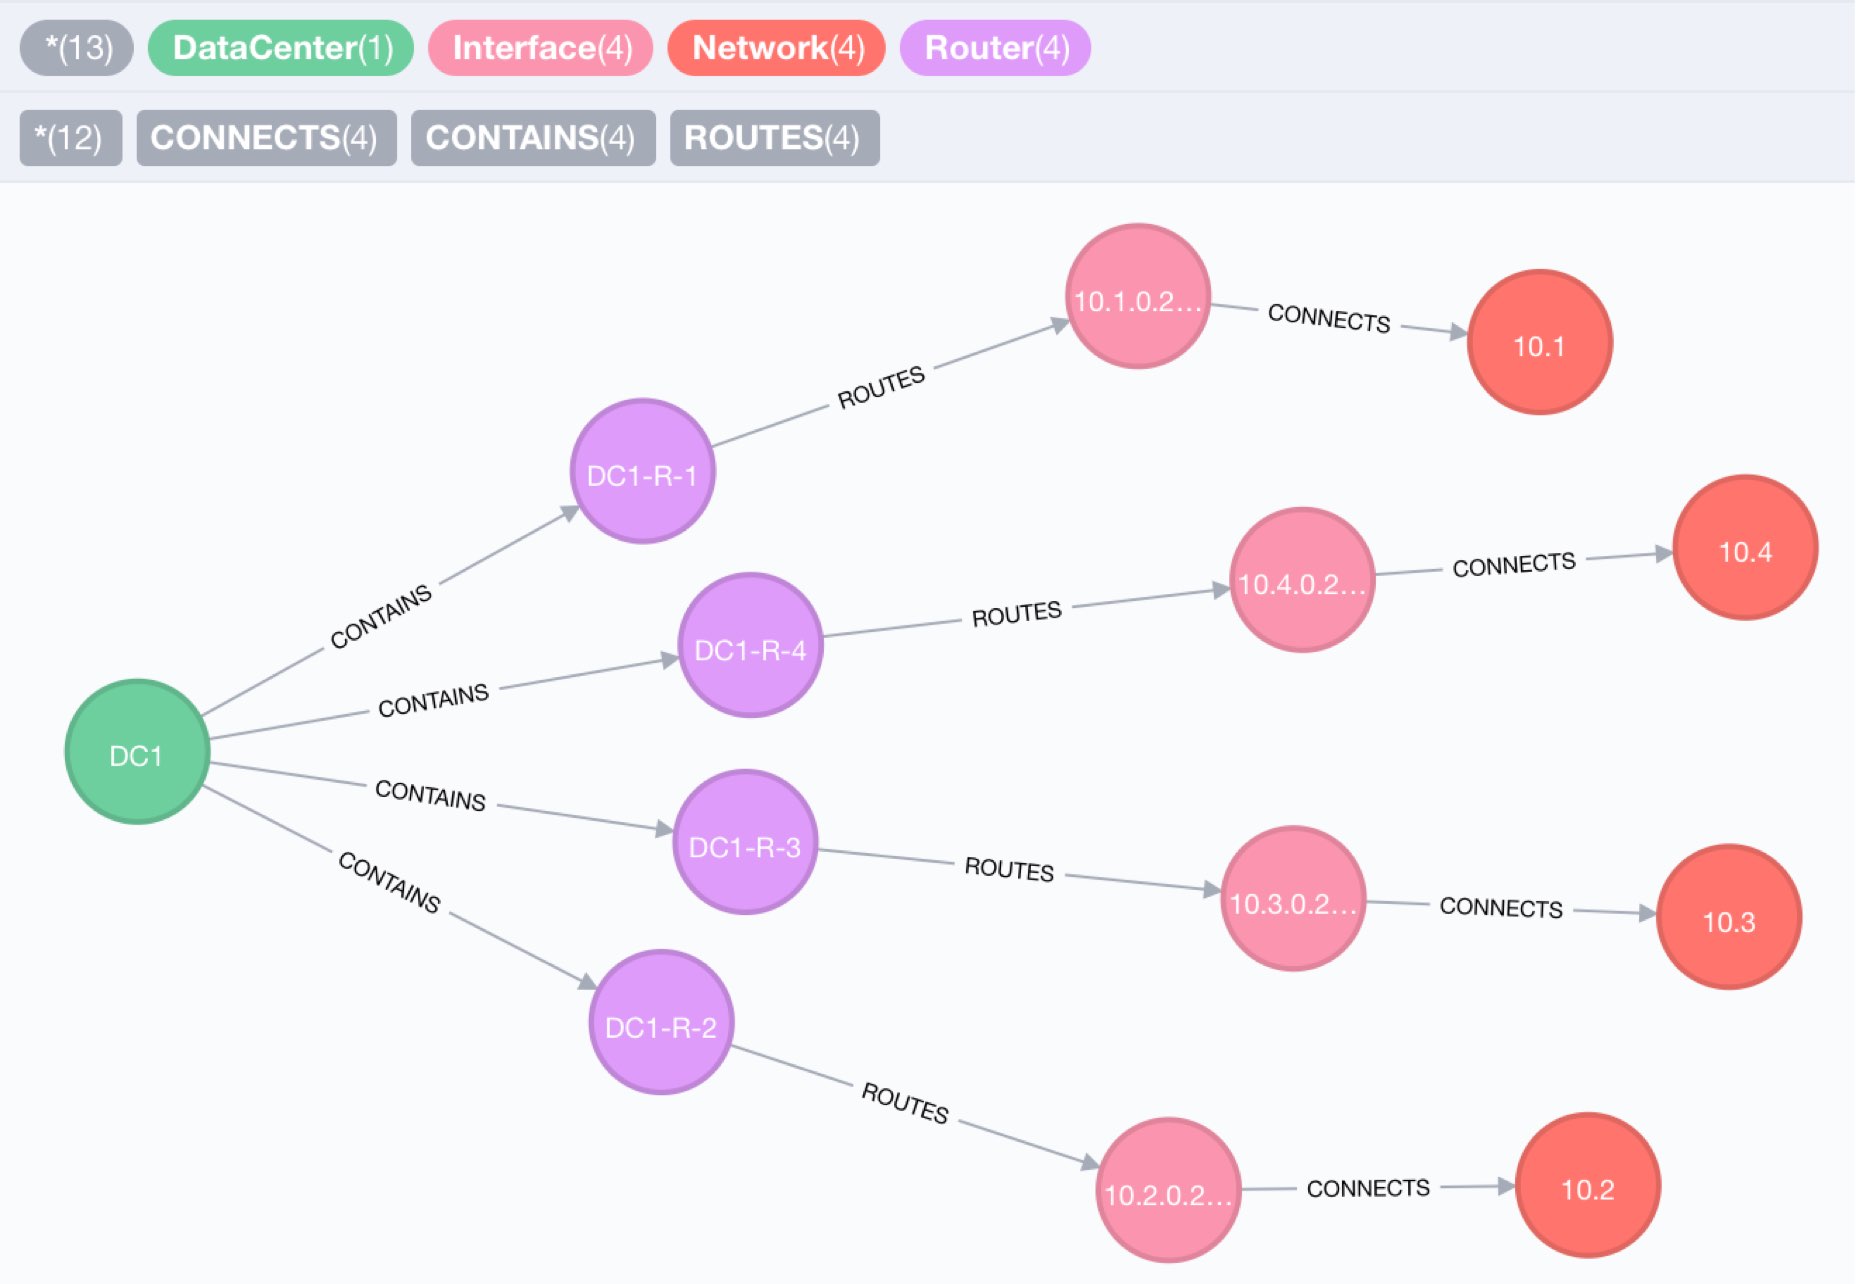 *(13) DataCenter(1) Interface(4) Network(4) Router(4)
*(12) CONNECTS(4) CONTAINS(4) ROUTES(4)
10.1.0.2...
CONNECTS
10.1
ROUTES
DC1-R-1
CONTAINS
10.4
CONNECTS
10.4.0.2...
ROUTES
DC1-R-4
CONTAINS
DC1
CONTAINS
DC1-R-3
ROUTES
10.3.0.2...
CONNECTS
10.3
CONTAINS
DC1-R-2
ROUTES
10.2.0.2...
CONNECTS
10.2